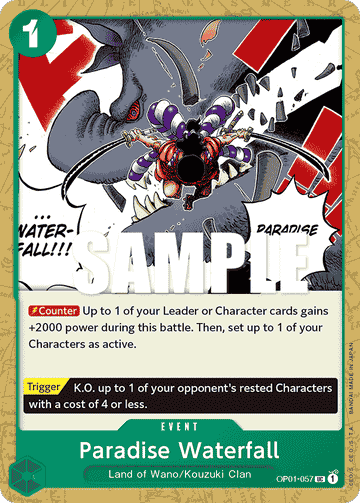 1
...
WATER-
FALL!!!
PARADISE
SAMPLE
Counter Up to 1 of your Leader or Character cards gains
+2000 power during this battle. Then, set up to 1 of your
Characters as active.
Trigger K.O. up to 1 of your opponent's rested Characters
with a cost of 4 or less.
EVENT
Paradise Waterfall
Land of Wano/Kouzuki Clan
OP01-057 UC 1